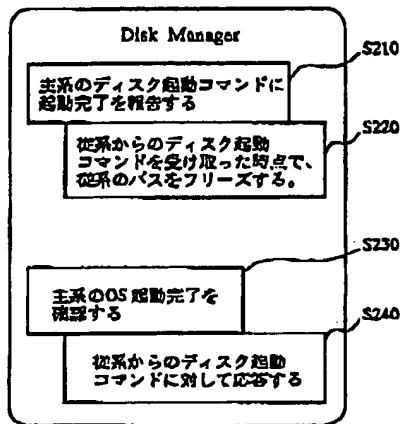 Disk Manager
S210
主系のディスク起動コマンドに
起動完了を報告する
S220
従系からのディスク起動
コマンドを受け取った時点で、
従系のパスをフリーズする。
S230
主系のOS 起動完了を
確認する
S240
従系からのディスク起動
コマンドに対して応答する